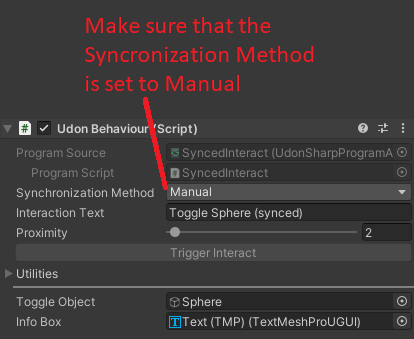 Make sure that the
Syncronization Method
is set to Manual
Udon Behaviour (Script)
Program Source SyncedInteract (UdonSharpProgramA
Program Script SyncedInteract
Synchronization Method Manual
Interaction Text Toggle Sphere (synced)
Proximity 2
Trigger Interact
Utilities
Toggle Object Sphere
Info Box Text (TMP) (TextMeshProUGUI)